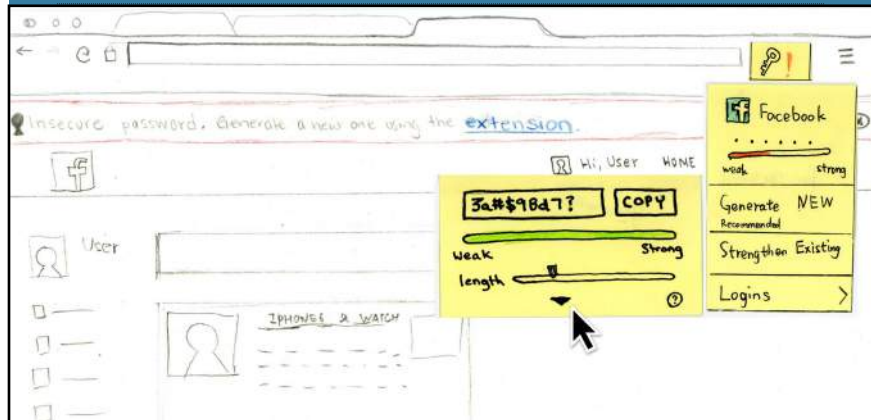 Insecure password. Generate a new one using the extension.
f Facebook
weak strong
f
Hi, User HOME
3a#$98d7? COPY
Weak Strong
length
?
Generate NEW
Recommended
Strengthen Existing
Logins >
User
IPHONES & WATCH